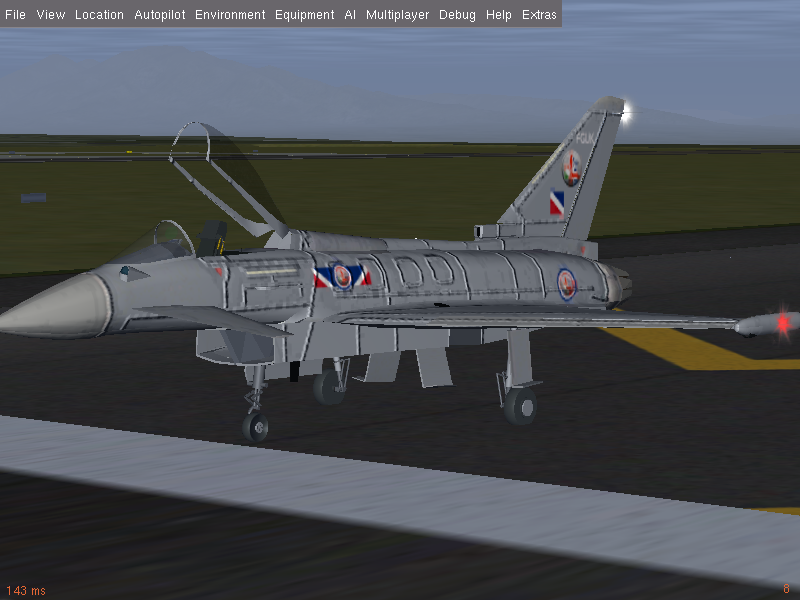 File View Location Autopilot Environment Equipment AI Multiplayer Debug Help Extras
143 ms
8